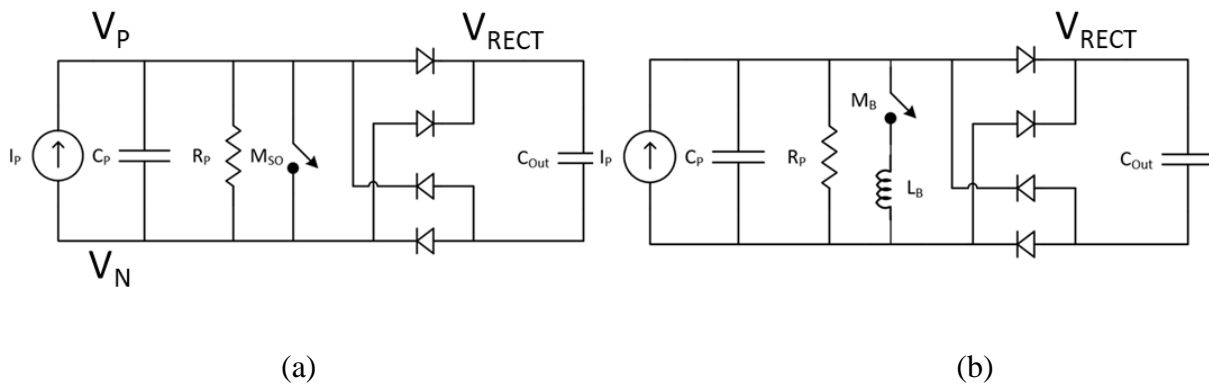 V_P V_RECT
I_P C_P R_P M_SO C_Out
V_N
(a)
V_RECT
I_P C_P R_P M_B L_B C_Out
(b)